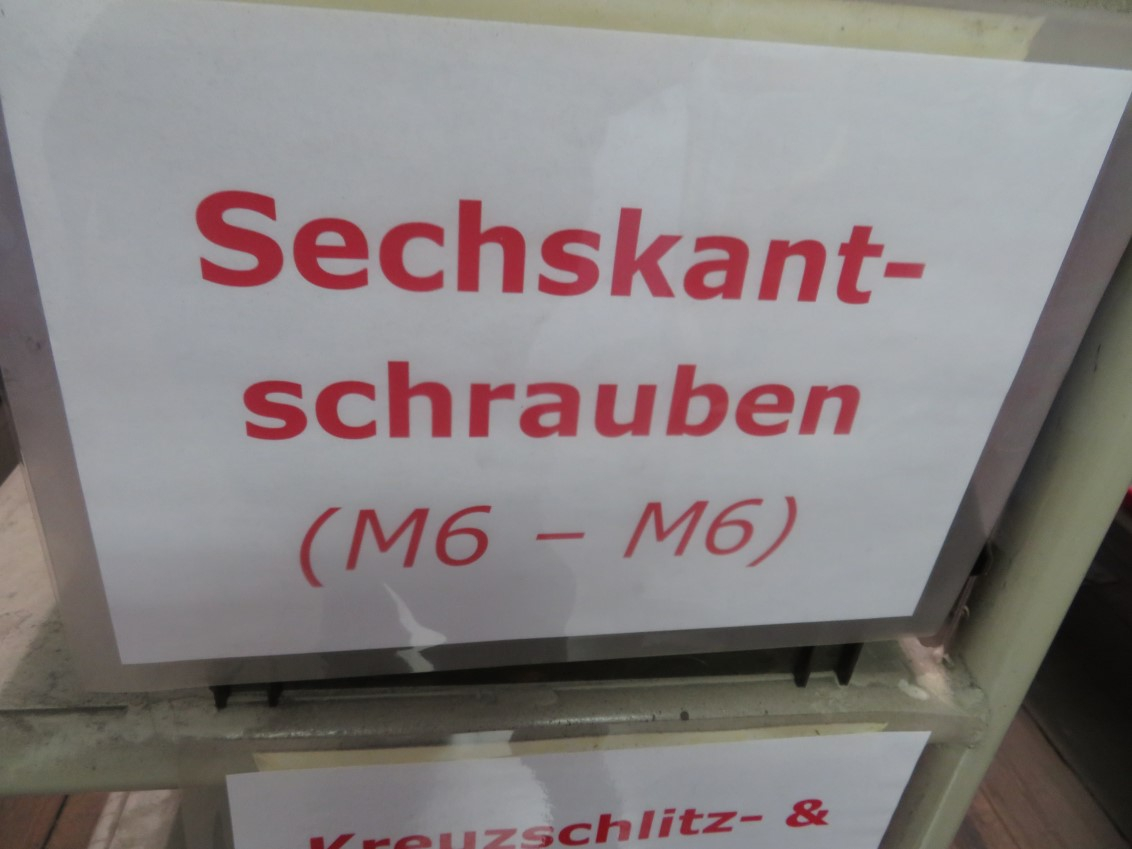 Sechskant-
schrauben
(M6 – M6)
Kreuzschlitz- &